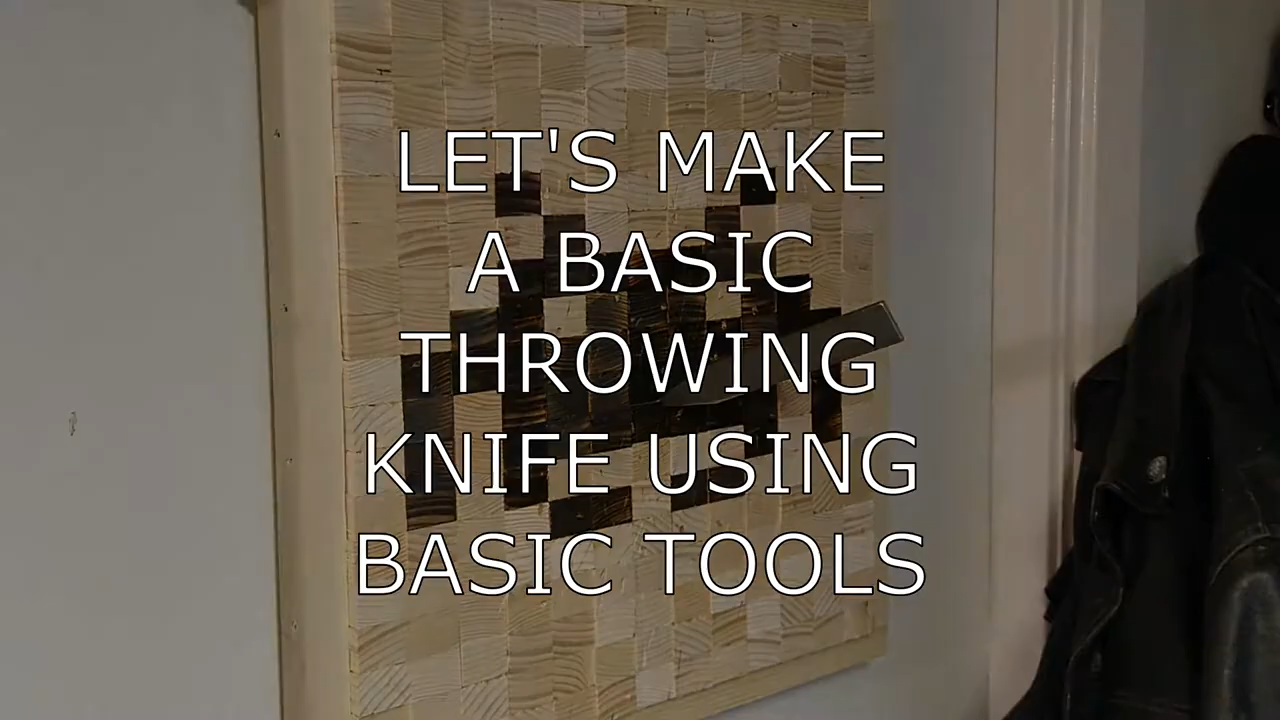 LET'S MAKE
A BASIC
THROWING
KNIFE USING
BASIC TOOLS